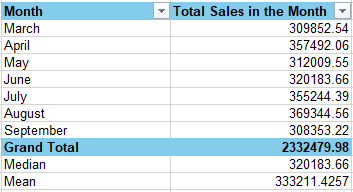 Month Total Sales in the Month
March 309852.54
April 357492.06
May 312009.55
June 320183.66
July 355244.39
August 369344.56
September 308353.22
Grand Total 2332479.98
Median 320183.66
Mean 333211.4257